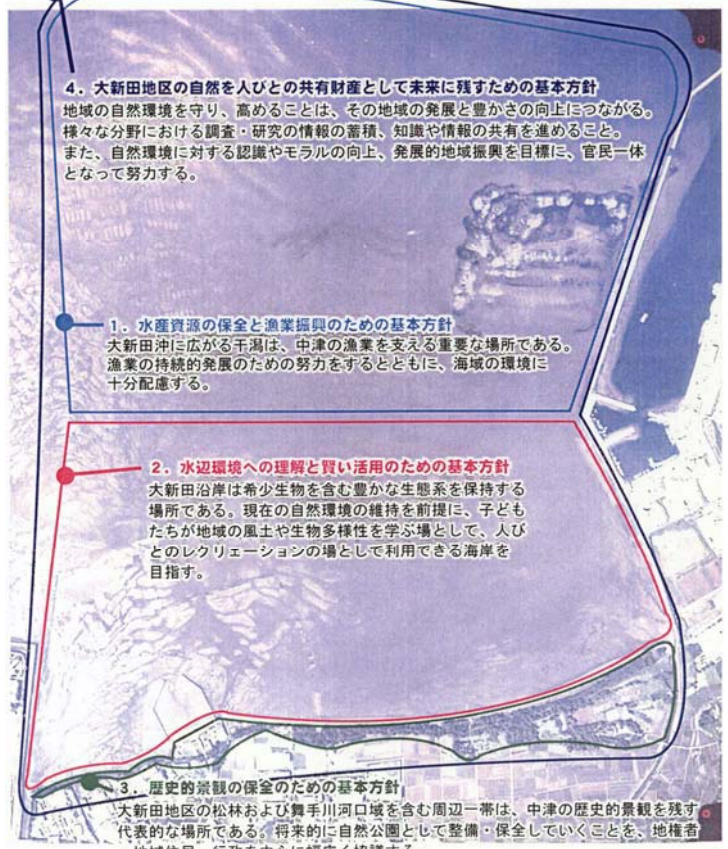 4．大新田地区の自然を人びとの共有財産として未来に残すための基本方針
地域の自然環境を守り、高めることは、その地域の発展と豊かさの向上につながる。
様々な分野における調査・研究の情報の蓄積、知識や情報の共有を進めること。
また、自然環境に対する認識やモラルの向上、発展的地域振興を目標に、官民一体
となって努力する。
1．水産資源の保全と漁業振興のための基本方針
大新田沖に広がる干潟は、中津の漁業を支える重要な場所である。
漁業の持続的発展のための努力をするとともに、海域の環境に
十分配慮する。
2．水辺環境への理解と賢い活用のための基本方針
大新田沿岸は希少生物を含む豊かな生態系を保持する
場所である。現在の自然環境の維持を前提に、子ども
たちが地域の風土や生物多様性を学ぶ場として、人び
とのレクリエーションの場として利用できる海岸を
目指す。
3．歴史的景観の保全のための基本方針
大新田地区の松林および舞手川河口域を含む周辺一帯は、中津の歴史的景観を残す
代表的な場所である。将来的に自然公園として整備・保全していくことを、地権者